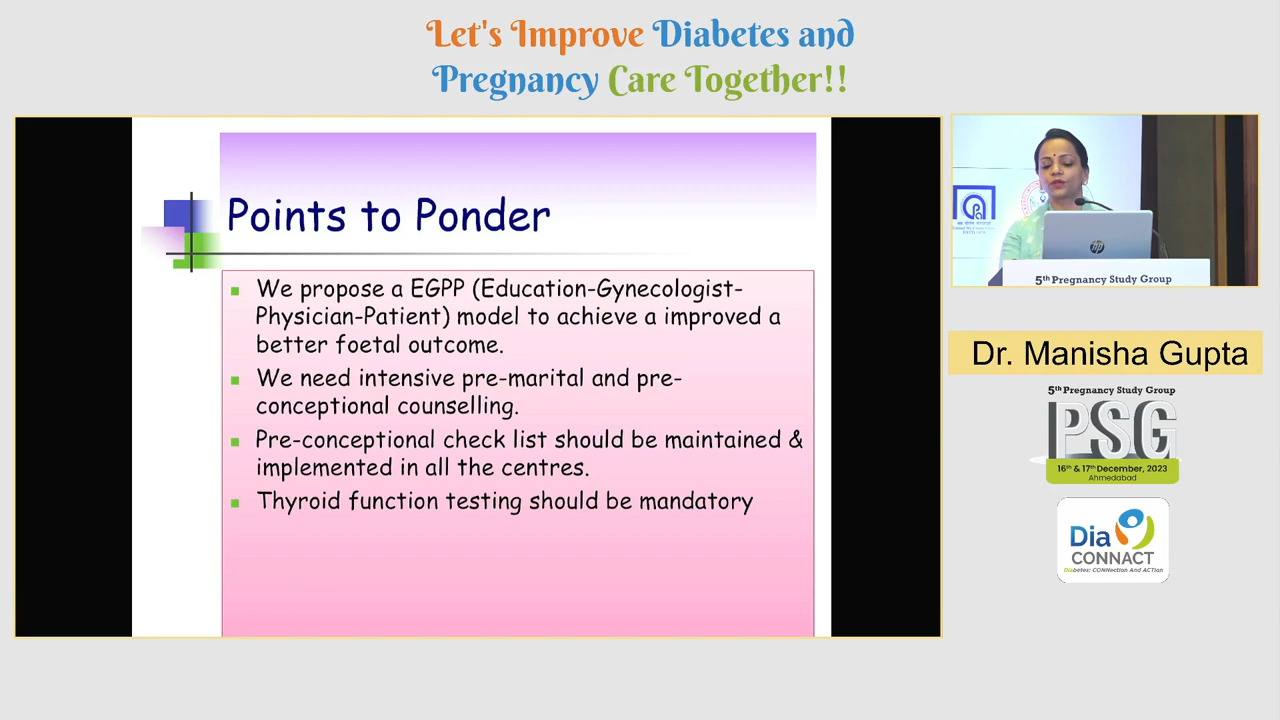 Let's Improve Diabetes and
Pregnancy Care Together!!
Points to Ponder
We propose a EGPP (Education-Gynecologist-
Physician-Patient) model to achieve a improved a
better foetal outcome.
We need intensive pre-marital and pre-
conceptional counselling.
Pre-conceptional check list should be maintained &
implemented in all the centres.
Thyroid function testing should be mandatory
hp
5th Pregnancy Study Group
Dr. Manisha Gupta
5th Pregnancy Study Group
PSG
16th & 17th December, 2023
Ahmedabad
Dia
CONNACT
Diabetes: CONNection And ACTion